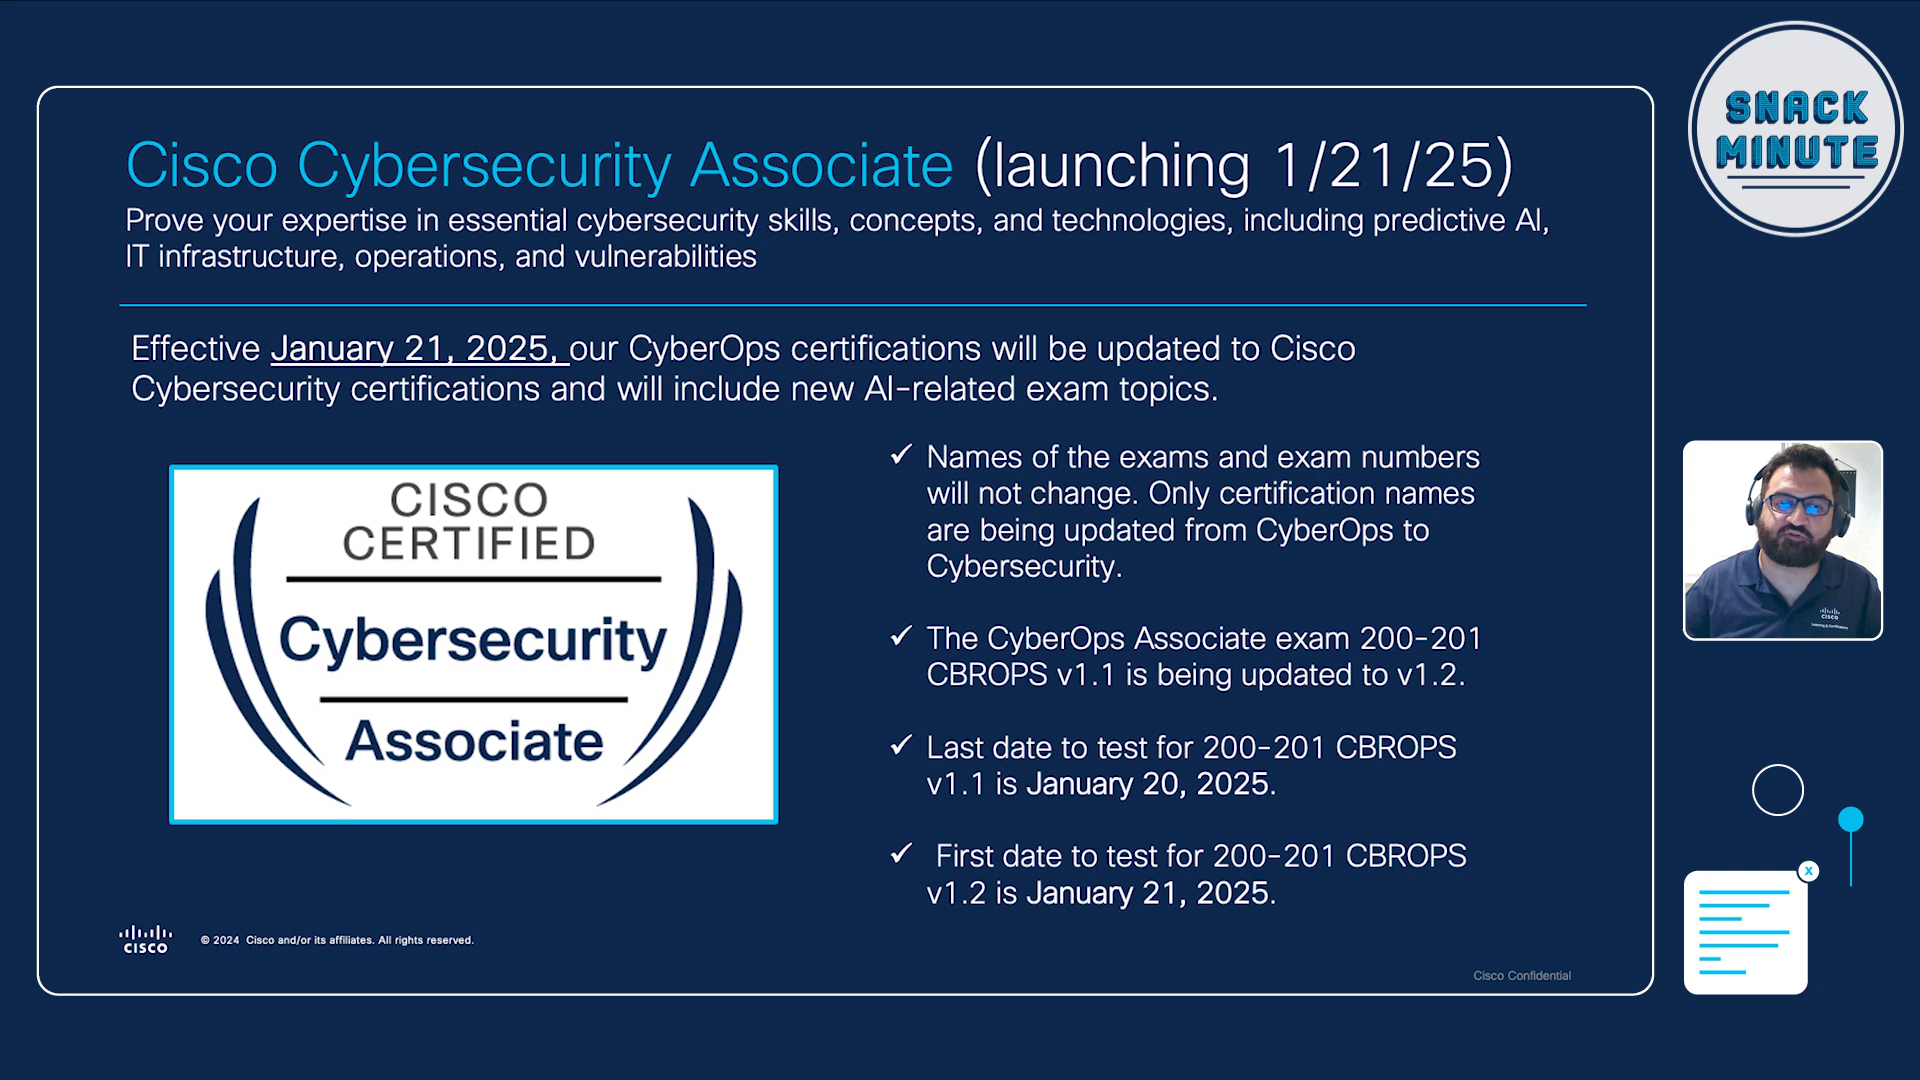 SNACK
MINUTE
Cisco Cybersecurity Associate (launching 1/21/25)
Prove your expertise in essential cybersecurity skills, concepts, and technologies, including predictive AI,
IT infrastructure, operations, and vulnerabilities
Effective January 21, 2025, our CyberOps certifications will be updated to Cisco
Cybersecurity certifications and will include new AI-related exam topics.
CISCO
CERTIFIED
Cybersecurity
Associate
✓ Names of the exams and exam numbers
will not change. Only certification names
are being updated from CyberOps to
Cybersecurity.
✓ The CyberOps Associate exam 200-201
CBROPS v1.1 is being updated to v1.2.
✓ Last date to test for 200-201 CBROPS
v1.1 is January 20, 2025.
✓ First date to test for 200-201 CBROPS
v1.2 is January 21, 2025.
CISCO
© 2024 Cisco and/or its affiliates. All rights reserved.
Cisco Confidential
CISCO
X